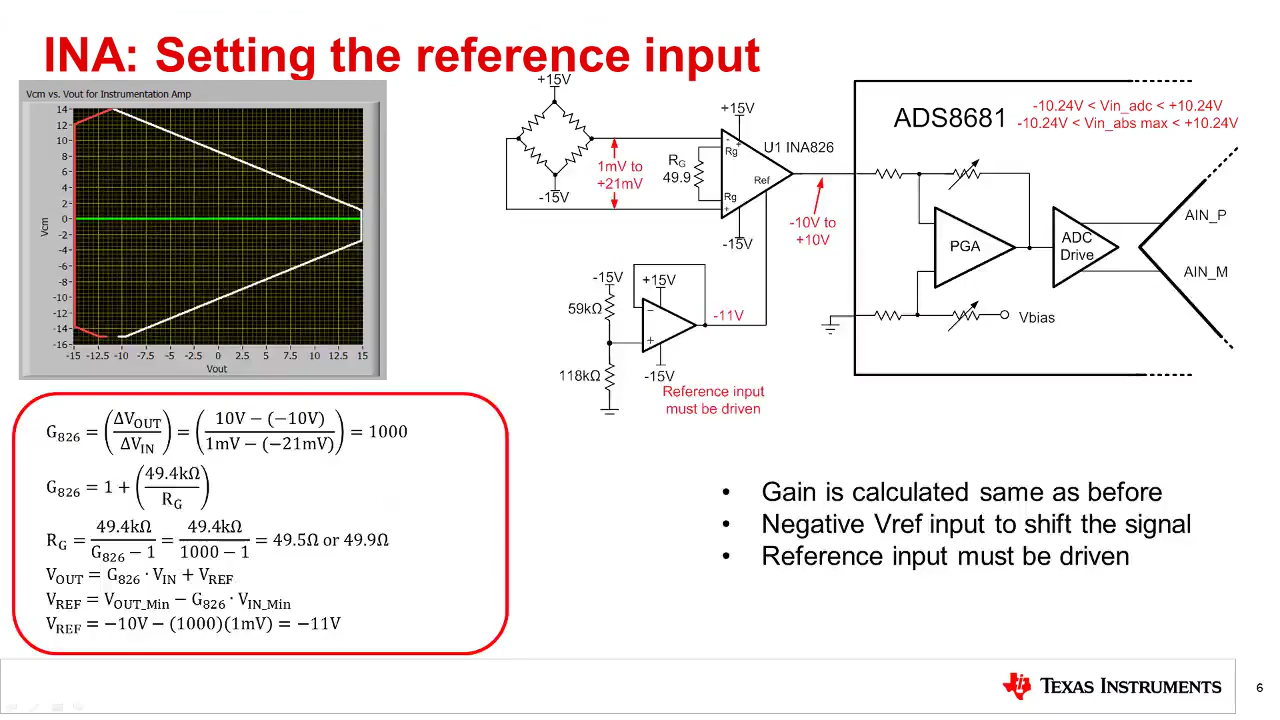 INA: Setting the reference input
Vcm vs. Vout for Instrumentation Amp
14
12
10
8
6
4
2
0
-2
-4
-6
-8
-10
-12
-14
-16
Vcm
-15 -12.5 -10 -7.5 -5 -2.5 0 2.5 5 7.5 10 12.5 15
Vout
+15V
-15V
1mV to
+21mV
R_G
49.9
+15V
- +
Rg
Ref
Rg
+ -
-15V
U1 INA826
-10V to
+10V
-15V
59kΩ
118kΩ
+15V
−
+
-15V
-11V
Reference input
must be driven
ADS8681
-10.24V < Vin_adc < +10.24V
-10.24V < Vin_abs max < +10.24V
PGA
Vbias
ADC
Drive
AIN_P
AIN_M
G_826 = (ΔV_OUT / ΔV_IN) = (10V − (−10V) / 1mV − (−21mV)) = 1000
G_826 = 1 + (49.4kΩ / R_G)
R_G = 49.4kΩ / G_826 − 1 = 49.4kΩ / 1000 − 1 = 49.5Ω or 49.9Ω
V_OUT = G_826 · V_IN + V_REF
V_REF = V_OUT_Min − G_826 · V_IN_Min
V_REF = −10V − (1000)(1mV) = −11V
• Gain is calculated same as before
• Negative Vref input to shift the signal
• Reference input must be driven
TEXAS INSTRUMENTS
6